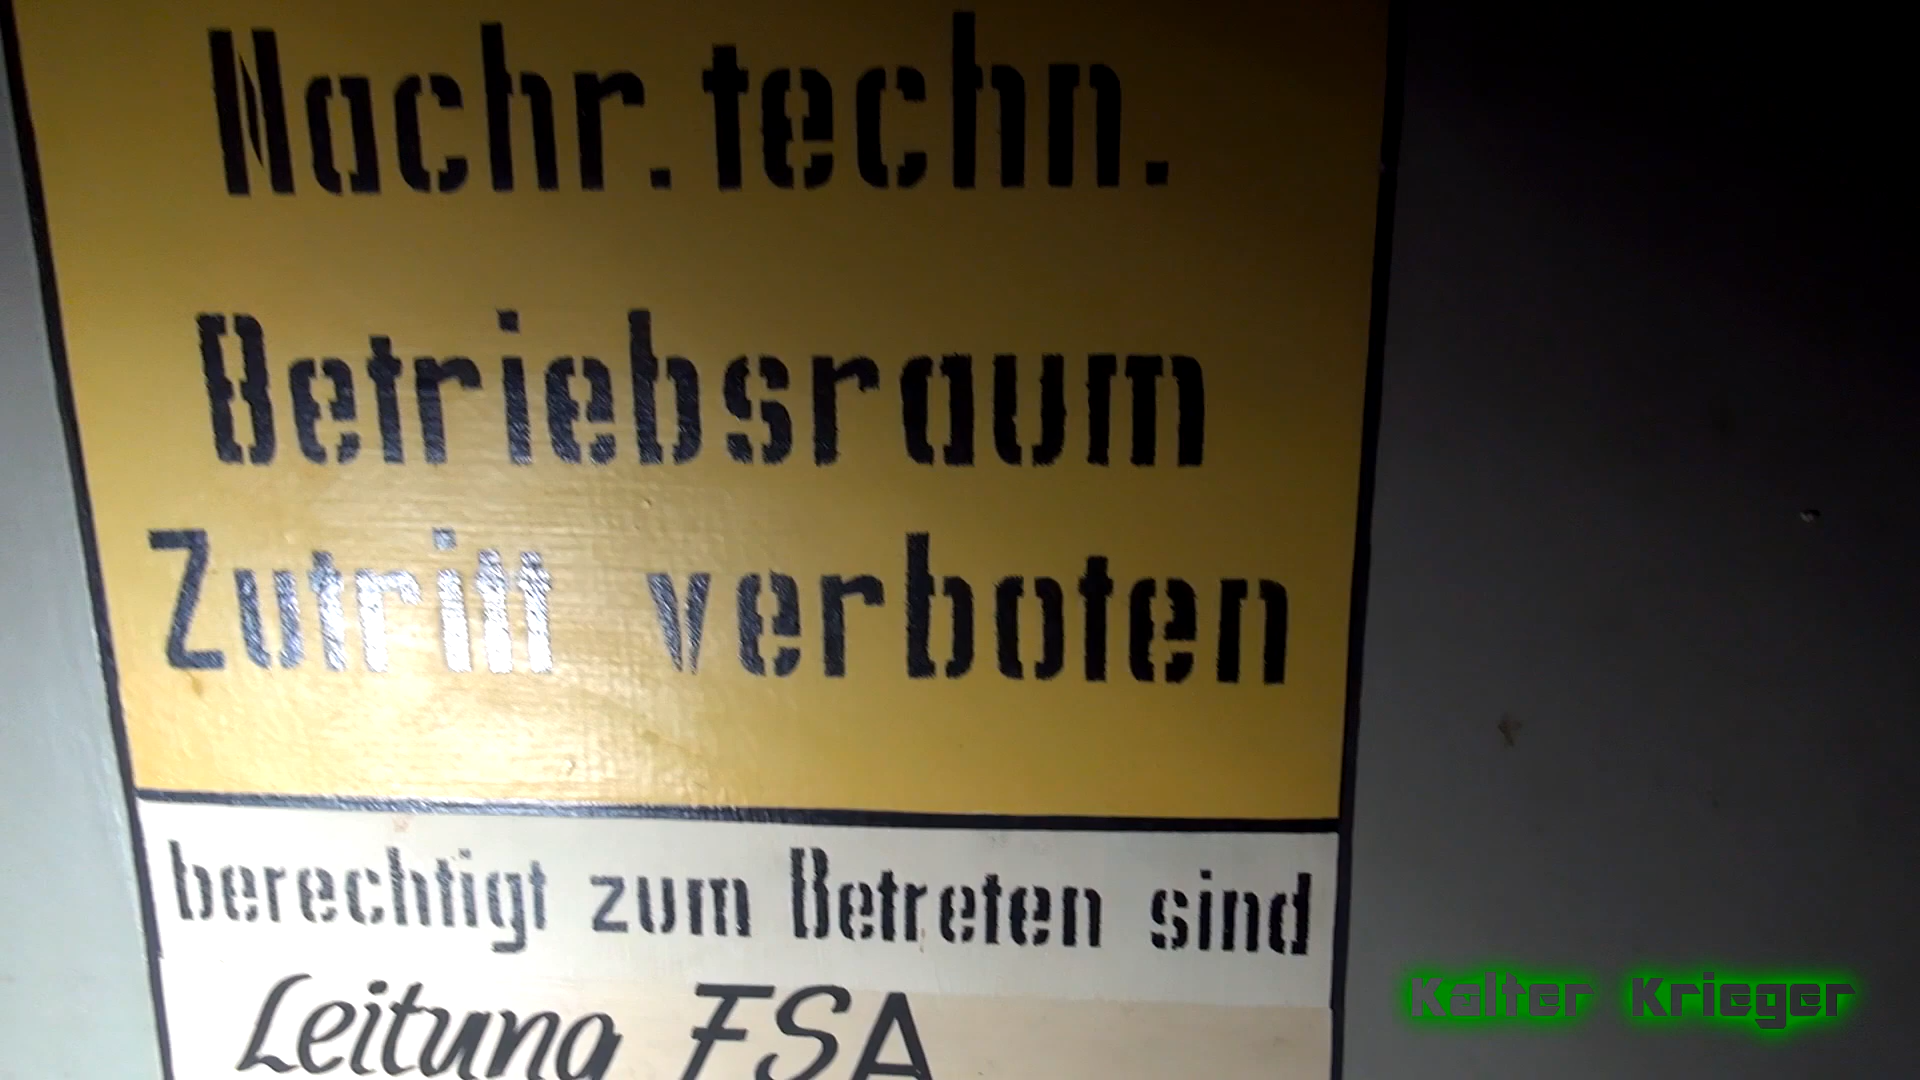 Nachr. techn.
Betriebsraum
Zutritt verboten
berechtigt zum Betreten sind
Leitung FSA
Kalter Krieger